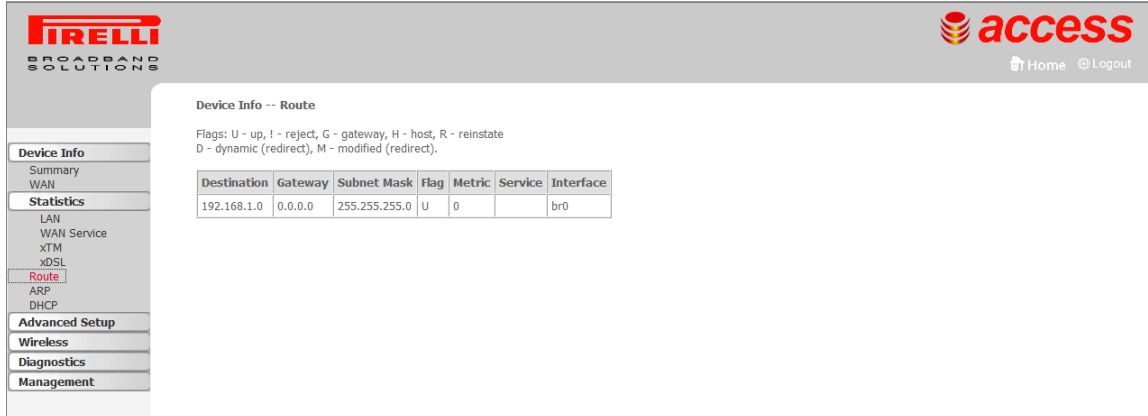 PIRELLI
BROADBAND
SOLUTIONS
access
Home Logout
Device Info -- Route
Flags: U - up, ! - reject, G - gateway, H - host, R - reinstate
D - dynamic (redirect), M - modified (redirect).
Destination Gateway Subnet Mask Flag Metric Service Interface
192.168.1.0 0.0.0.0 255.255.255.0 U 0 br0
Device Info
Summary
WAN
Statistics
LAN
WAN Service
xTM
xDSL
Route
ARP
DHCP
Advanced Setup
Wireless
Diagnostics
Management